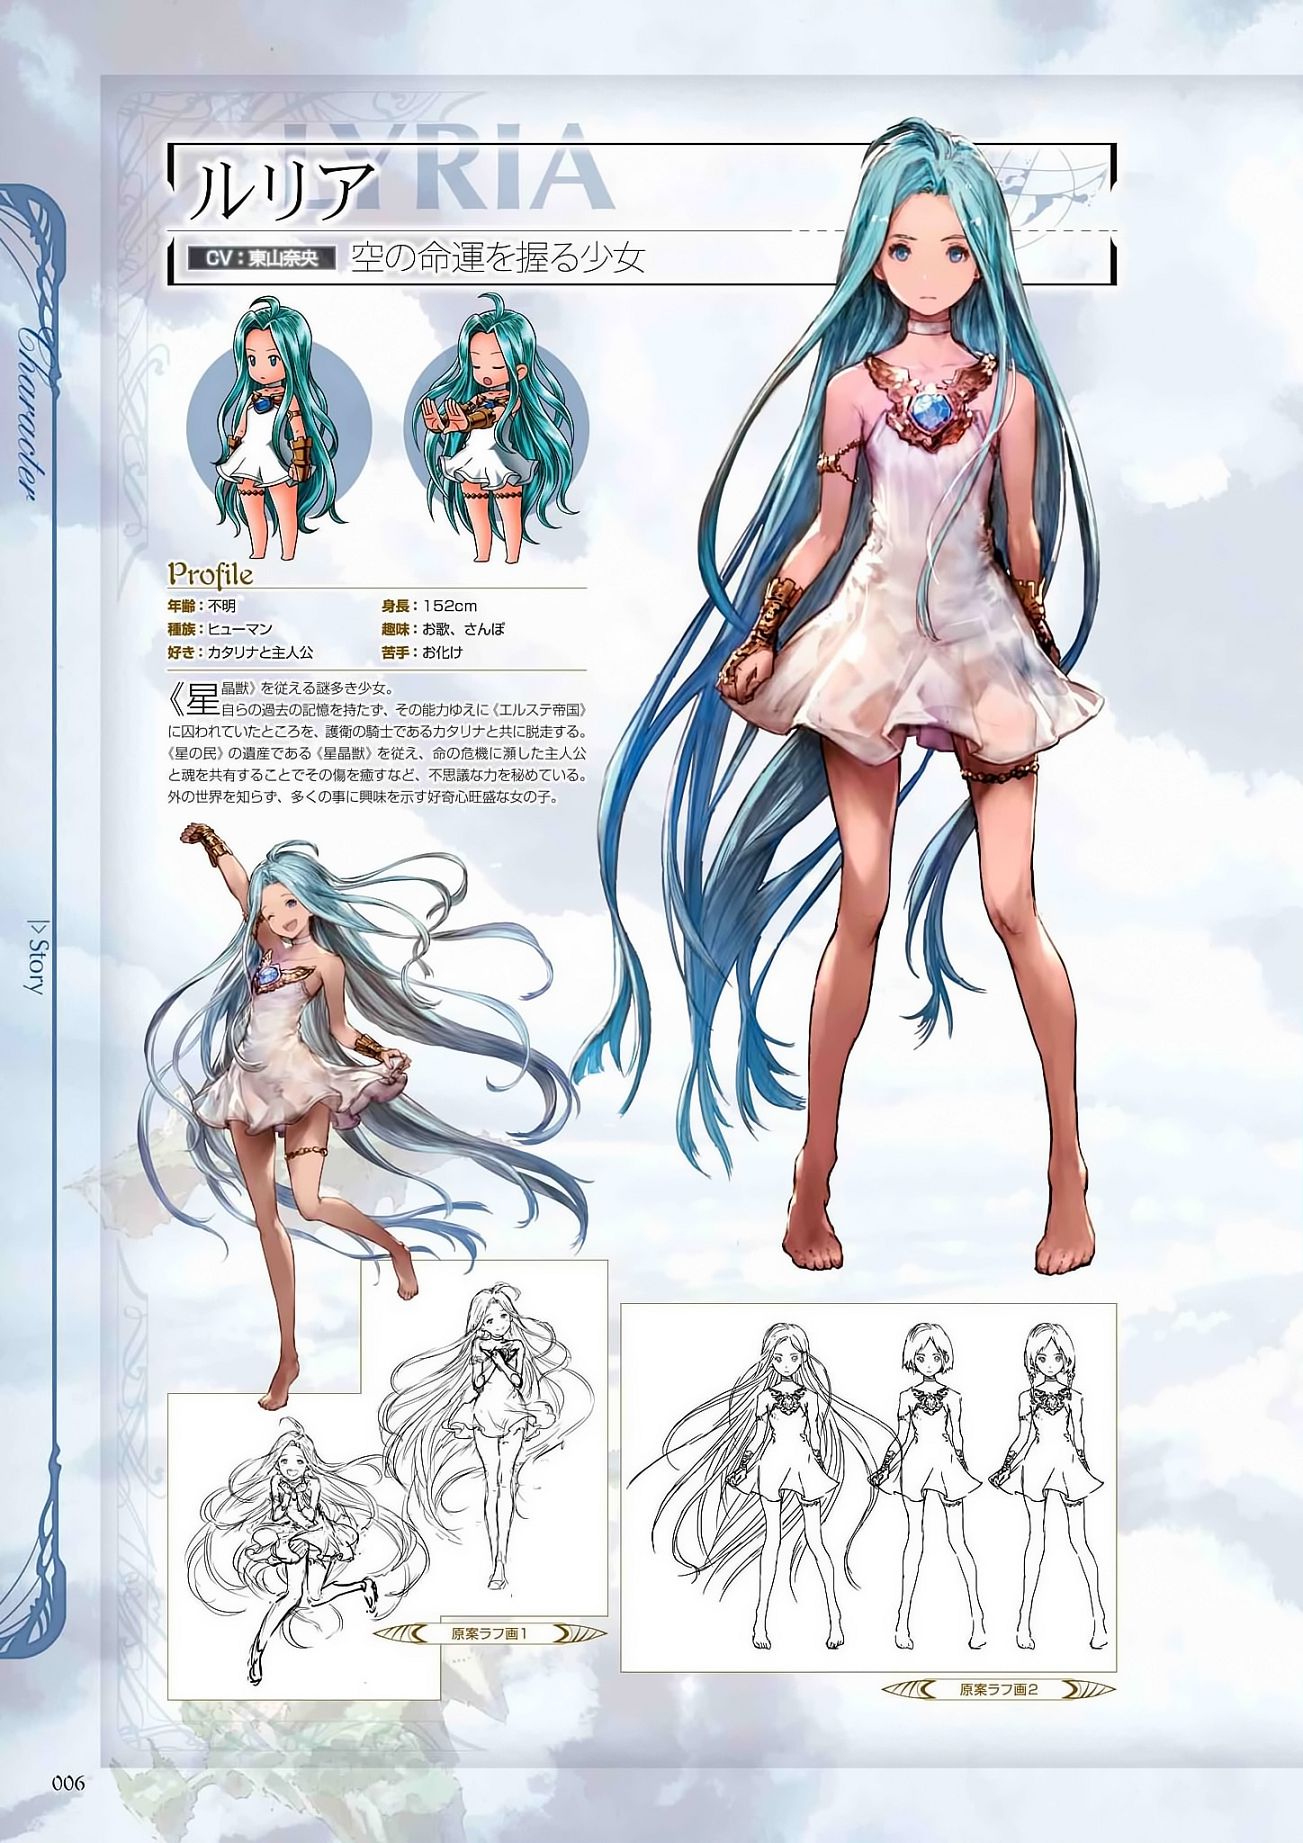 LYRIA
ルリア
CV：東山奈央
空の命運を握る少女
Character
Profile
年齢：不明
身長：152cm
種族：ヒューマン
趣味：お歌、さんぽ
好き：カタリナと主人公
苦手：お化け
《星晶獣》を従える謎多き少女。
自らの過去の記憶を持たず、その能力ゆえに《エルステ帝国》
に囚われていたところを、護衛の騎士であるカタリナと共に脱走する。
《星の民》の遺産である《星晶獣》を従え、命の危機に瀕した主人公
と魂を共有することでその傷を癒すなど、不思議な力を秘めている。
外の世界を知らず、多くの事に興味を示す好奇心旺盛な女の子。
Story
原案ラフ画1
原案ラフ画2
006